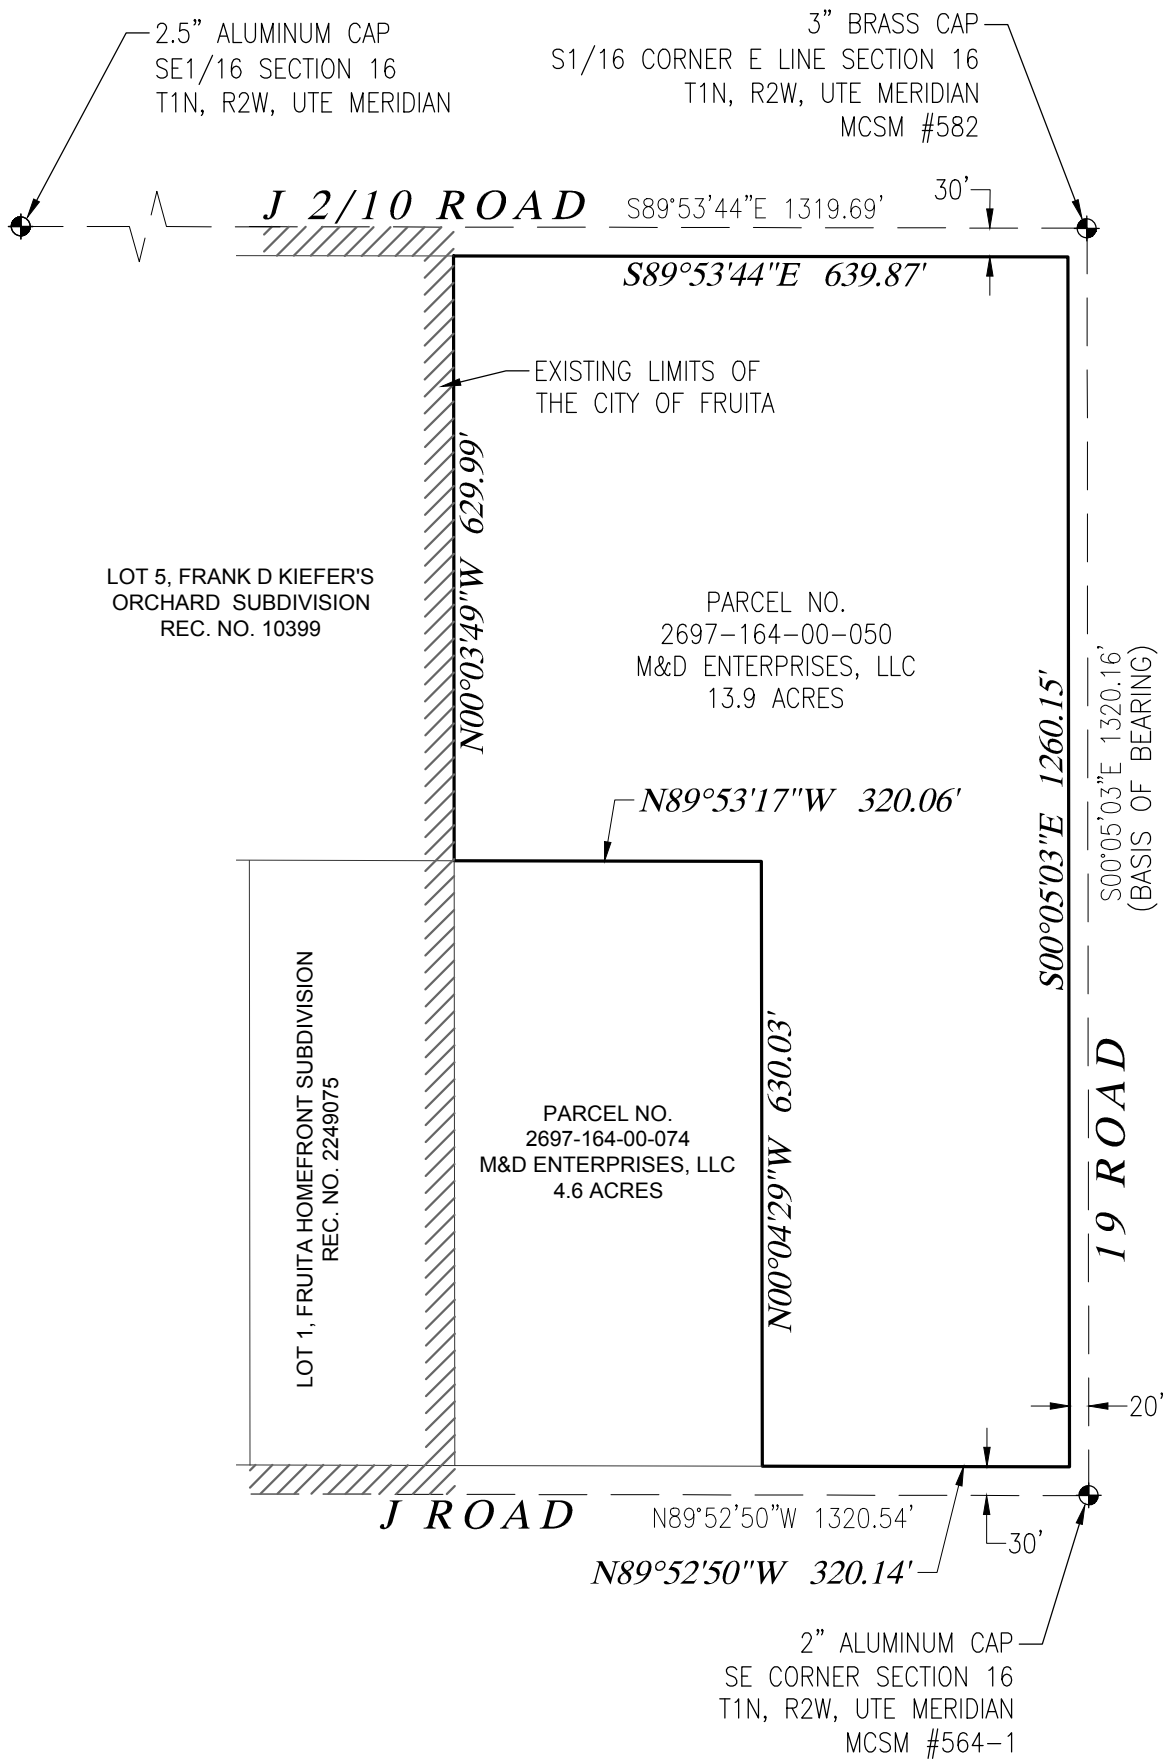 2.5” ALUMINUM CAP
SE1/16 SECTION 16
T1N, R2W, UTE MERIDIAN
3” BRASS CAP
S1/16 CORNER E LINE SECTION 16
T1N, R2W, UTE MERIDIAN
MCSM #582
J 2/10 ROAD
S89°53'44”E 1319.69'
30'
S89°53'44"E 639.87'
EXISTING LIMITS OF
THE CITY OF FRUITA
N00°03'49"W 629.99'
LOT 5, FRANK D KIEFER'S
ORCHARD SUBDIVISION
REC. NO. 10399
PARCEL NO.
2697-164-00-050
M&D ENTERPRISES, LLC
13.9 ACRES
S00°05'03"E 1260.15'
S00°05'03”E 1320.16'
(BASIS OF BEARING)
N89°53'17"W 320.06'
LOT 1, FRUITA HOMEFRONT SUBDIVISION
REC. NO. 2249075
PARCEL NO.
2697-164-00-074
M&D ENTERPRISES, LLC
4.6 ACRES
N00°04'29"W 630.03'
19 ROAD
20'
J ROAD
N89°52'50”W 1320.54'
30'
N89°52'50"W 320.14'
2” ALUMINUM CAP
SE CORNER SECTION 16
T1N, R2W, UTE MERIDIAN
MCSM #564-1